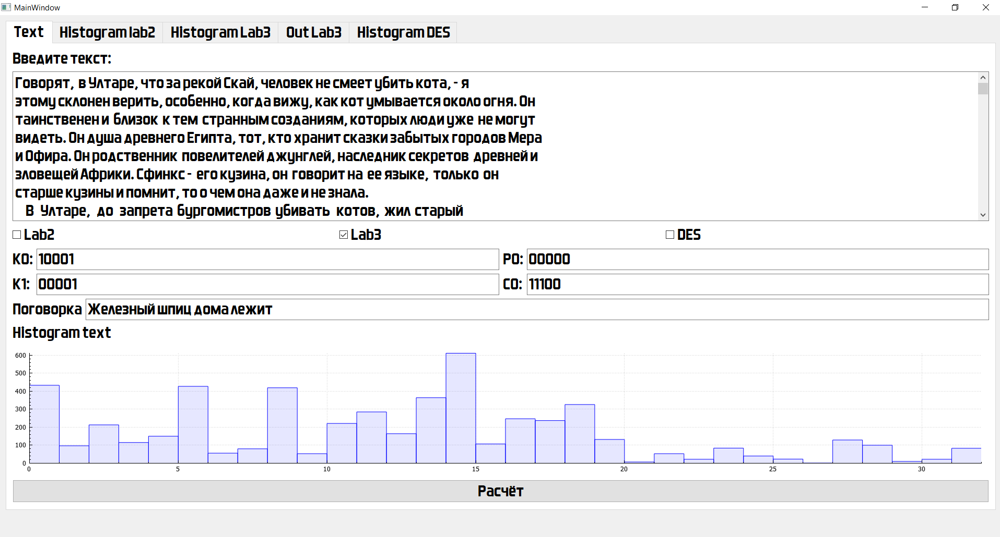 MainWindow
Text Histogram lab2 Histogram Lab3 Out Lab3 Histogram DES
Введите текст:
Говорят, в Ултаре, что за рекой Скай, человек не смеет убить кота, - я
этому склонен верить, особенно, когда вижу, как кот умывается около огня. Он
таинственен и близок к тем странным созданиям, которых люди уже не могут
видеть. Он душа древнего Египта, тот, кто хранит сказки забытых городов Мера
и Офира. Он родственник повелителей джунглей, наследник секретов древней и
зловещей Африки. Сфинкс - его кузина, он говорит на ее языке, только он
старше кузины и помнит, то о чем она даже и не знала.
В Ултаре, до запрета бургомистров убивать котов, жил старый
Lab2 Lab3 DES
K0: 10001 P0: 00000
K1: 00001 C0: 11100
Поговорка Железный шпиц дома лежит
Histogram text
600
500
400
300
200
100
0
0 5 10 15 20 25 30
Расчёт